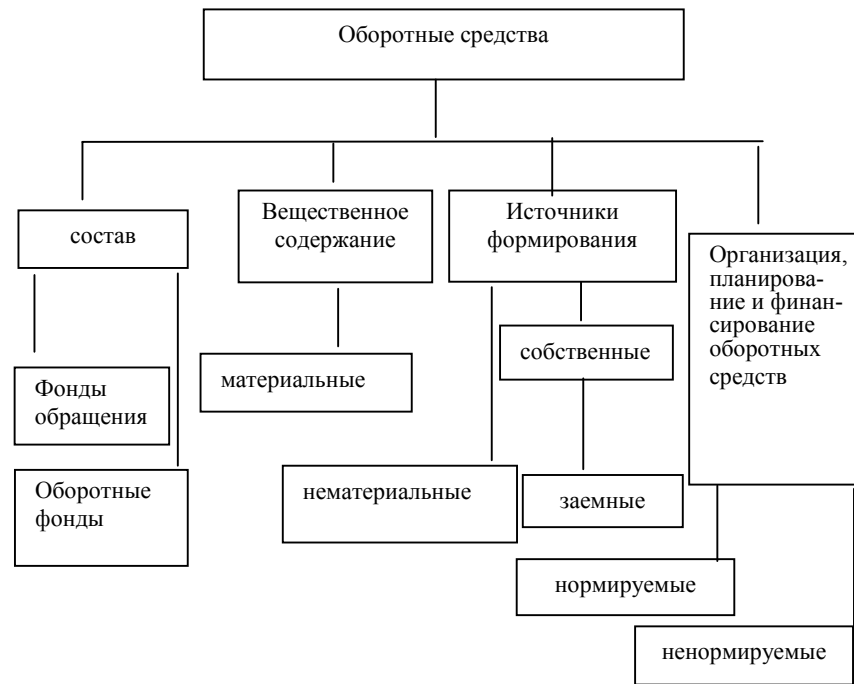 Оборотные средства
состав
Вещественное
содержание
Источники
формирования
Организация,
планирова-
ние и финан-
сирование
оборотных
средств
собственные
материальные
Фонды
обращения
Оборотные
фонды
нематериальные
заемные
нормируемые
ненормируемые